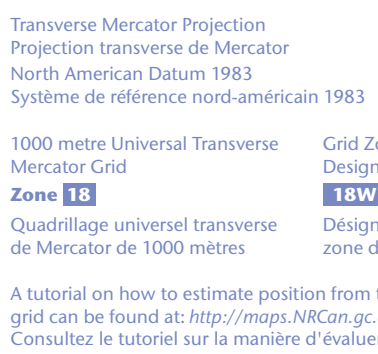 Transverse Mercator Projection
Projection transverse de Mercator
North American Datum 1983
Système de référence nord-américain 1983
1000 metre Universal Transverse
Mercator Grid
Zone 18
Quadrillage universel transverse
de Mercator de 1000 mètres
Grid
18W
zone
A tutorial on how to estimate position from
grid can be found at: http://maps.NRCan.gc.
Consultez le tutoriel sur la manière